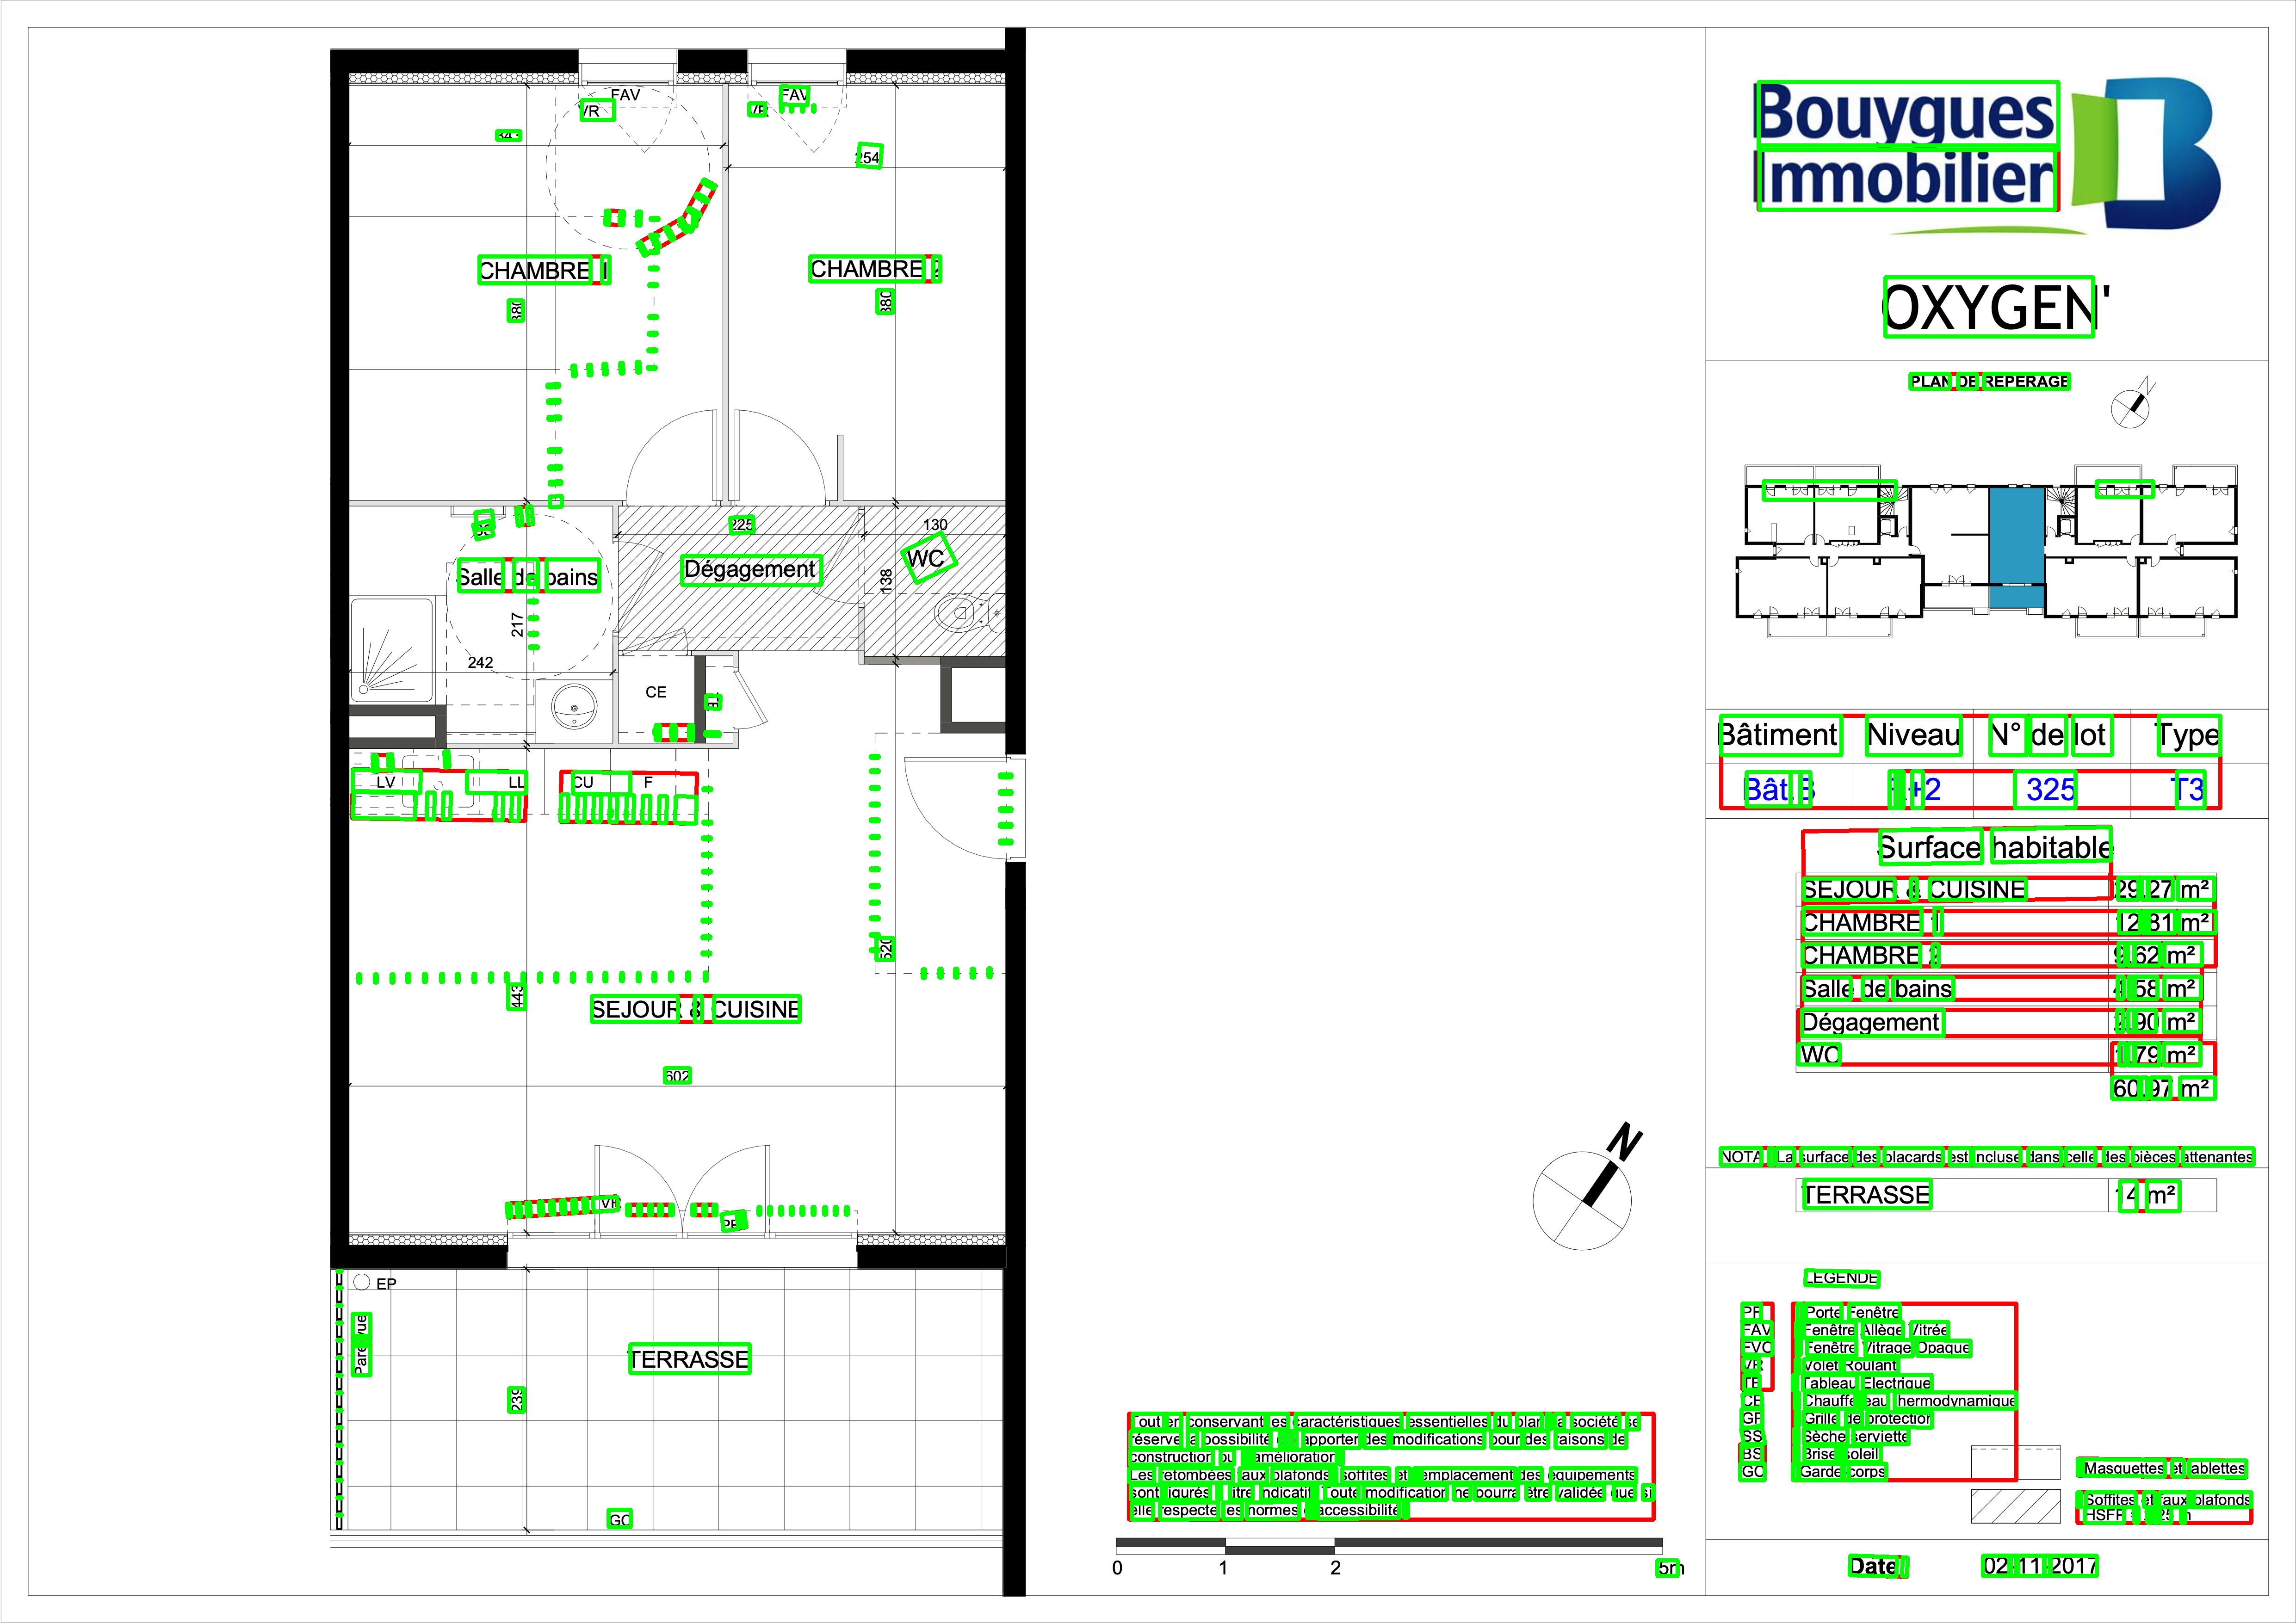 Bouygues
Immobilier
OXYGEN'
PLAN DE REPERAGE
N
Bâtiment Niveau N° de lot Type
Bât.B R+2 325 T3
Surface habitable
SEJOUR & CUISINE 29.27 m²
CHAMBRE 1 12.81 m²
CHAMBRE 2 9.62 m²
Salle de bains 4.58 m²
Dégagement 2.90 m²
WC 1.79 m²
60.97 m²
NOTA : La surface des placards est incluse dans celle des pièces attenantes
TERRASSE 14 m²
LEGENDE
PF : Porte Fenêtre
FAV : Fenêtre Allège Vitrée
FVO : Fenêtre Vitrage Opaque
VR : Volet Roulant
TE : Tableau Electrique
CE : Chauffe eau thermodynamique
GP : Grille de protection
SS : Sèche serviette
BS : Brise soleil
GC : Garde-corps
Masquettes et tablettes
Soffites et faux plafonds
Date : 02-11-2017
FAV
VR
FAV
VR
343
254
CHAMBRE 1
CHAMBRE 2
380
380
225
130
Salle de bains
Dégagement
WC
138
217
242
CE
TE
LV
LL
CU
F
520
443
SEJOUR & CUISINE
602
VR
PF
EP
Pare vue
TERRASSE
239
GC
N
Tout en conservant les caractéristiques essentielles du plan, la société se
réserve la possibilité d'y apporter des modifications pour des raisons de
construction ou d'amélioration.
Les retombées, faux plafonds, soffites et emplacement des équipements
sont figurés à titre indicatif. Toute modification ne pourra être validée que si
elle respecte les normes d'accessibilité.
0 1 2 5m